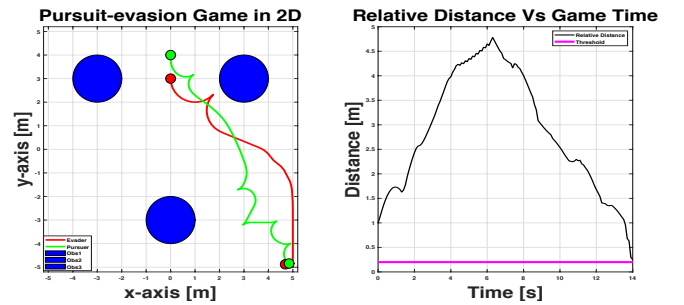 Pursuit-evasion Game in 2D
5
4
3
2
1
0
-1
-2
-3
-4
-5
y-axis [m]
Evader
Pursuer
Obs1
Obs2
Obs3
-5 -4 -3 -2 -1 0 1 2 3 4 5
x-axis [m]
Relative Distance Vs Game Time
5
4.5
4
3.5
3
2.5
2
1.5
1
0.5
0
Distance [m]
Relative Distance
Threshold
0 2 4 6 8 10 12 14
Time [s]